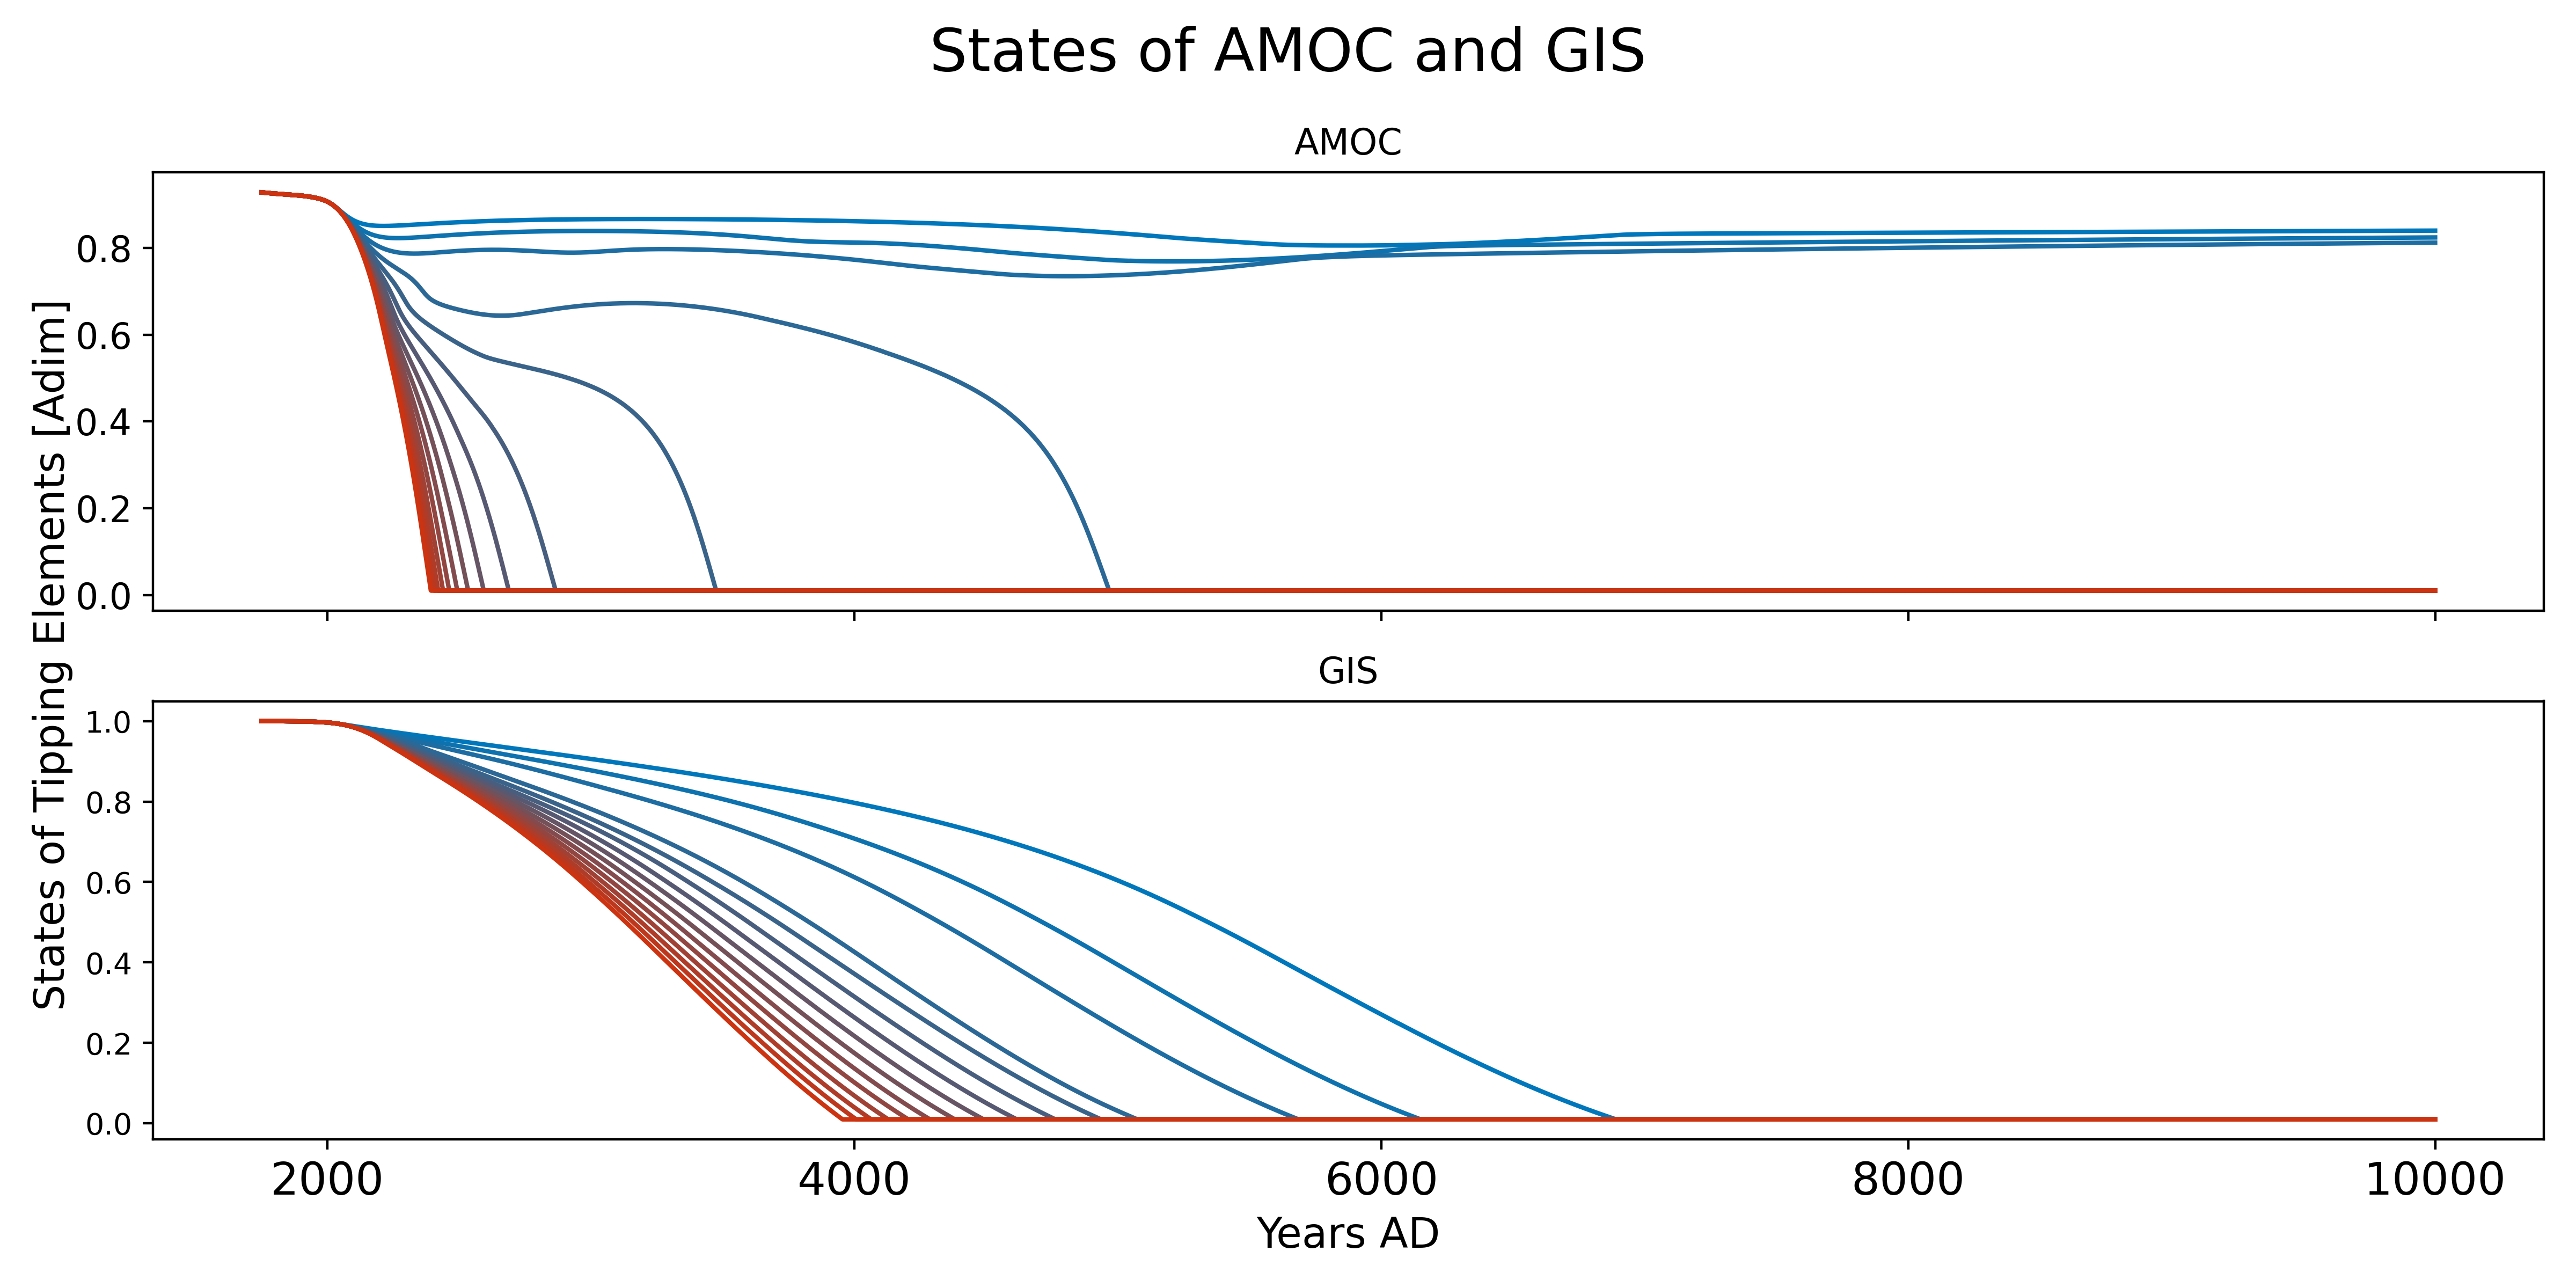 States of AMOC and GIS
AMOC
0.8
0.6
0.4
0.2
0.0
States of Tipping Elements [Adim]
GIS
1.0
0.8
0.6
0.4
0.2
0.0
2000 4000 6000 8000 10000
Years AD